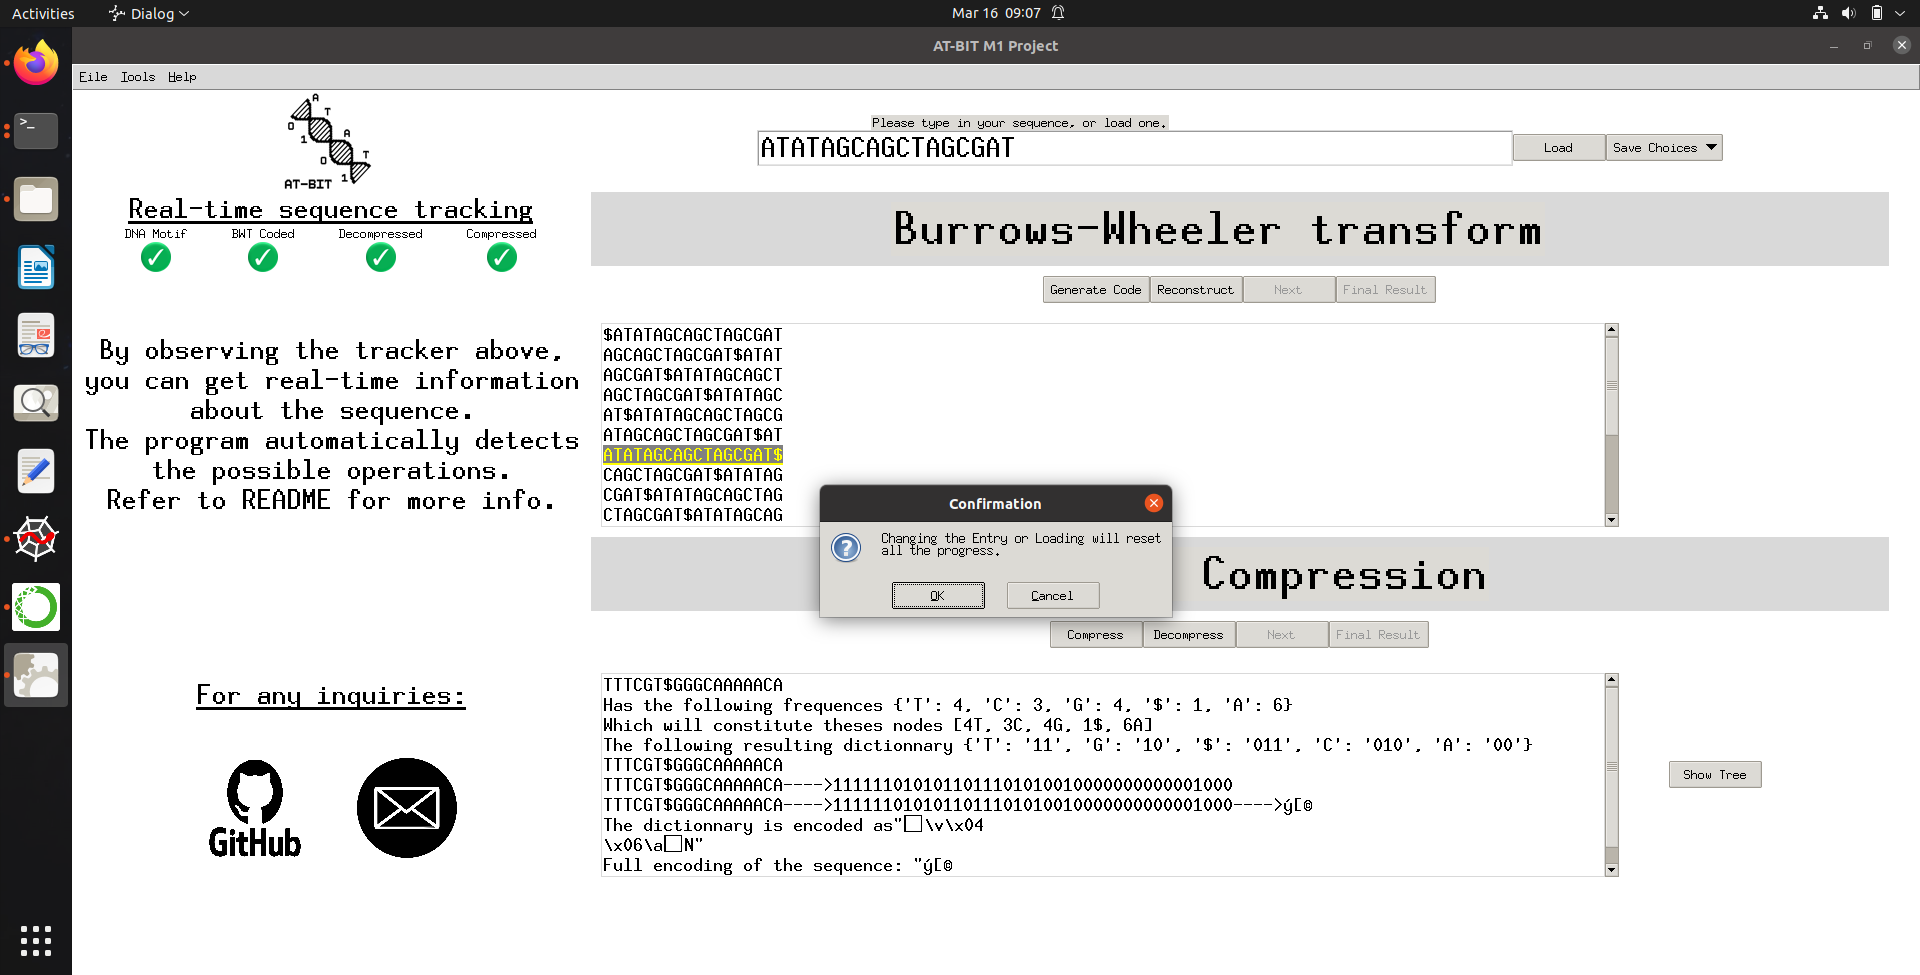 Activities
Dialog
Mar 16 09:07
AT-BIT M1 Project
File Tools Help
A
T
0
1
A
0
T
1
AT-BIT
Please type in your sequence, or load one.
ATATAGCAGCTAGCGAT
Load
Save Choices
Real-time sequence tracking
DNA Motif
BWT Coded
Decompressed
Compressed
Burrows-Wheeler transform
Generate Code
Reconstruct
Next
Final Result
By observing the tracker above,
you can get real-time information
about the sequence.
The program automatically detects
the possible operations.
Refer to README for more info.
$ATATAGCAGCTAGCGAT
AGCAGCTAGCGAT$ATAT
AGCGAT$ATATAGCAGCT
AGCTAGCGAT$ATATAGC
AT$ATATAGCAGCTAGCG
ATAGCAGCTAGCGAT$AT
ATATAGCAGCTAGCGAT$
CAGCTAGCGAT$ATATAG
CGAT$ATATAGCAGCTAG
CTAGCGAT$ATATAGCAG
Confirmation
Changing the Entry or Loading will reset
all the progress.
OK
Cancel
Compression
Compress
Decompress
Next
Final Result
TTTCGT$GGGCAAAAACA
Has the following frequences {'T': 4, 'C': 3, 'G': 4, '$': 1, 'A': 6}
Which will constitute theses nodes [4T, 3C, 4G, 1$, 6A]
The following resulting dictionnary {'T': '11', 'G': '10', '$': '011', 'C': '010', 'A': '00'}
TTTCGT$GGGCAAAAACA
TTTCGT$GGGCAAAAACA---->1111110101011011101010010000000000001000
TTTCGT$GGGCAAAAACA---->1111110101011011101010010000000000001000---->ý[@
The dictionnary is encoded as"□\v\x04
\x06\a□N"
Full encoding of the sequence: "ý[@
Show Tree
For any inquiries:
GitHub